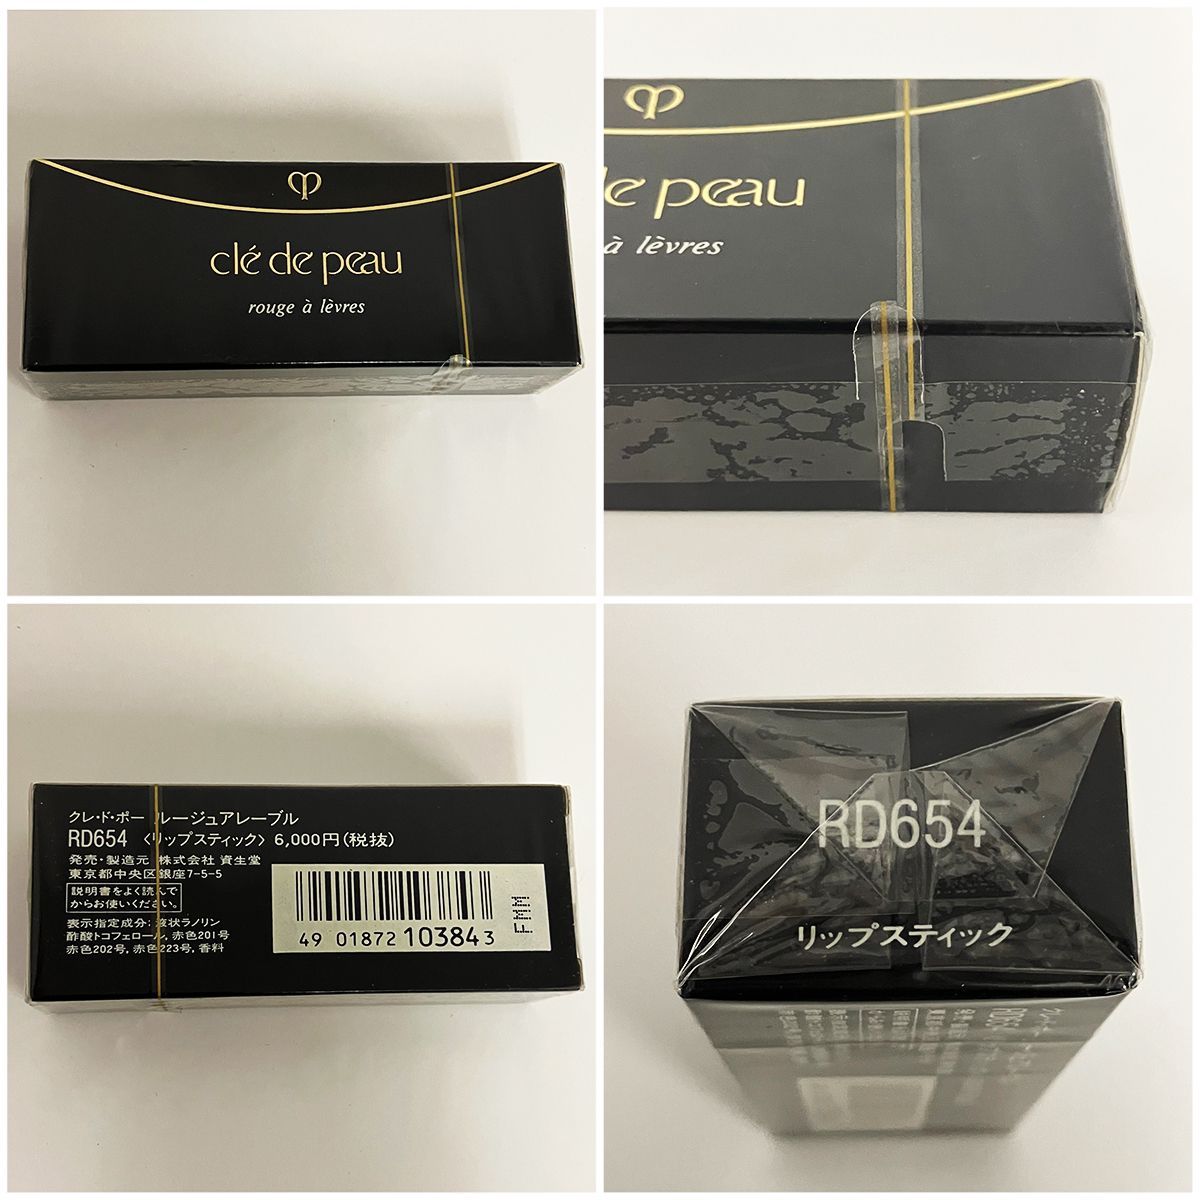 clé de peau
rouge à lèvres
de peau
à lèvres
クレ・ド・ポー ルージュアレーブル
RD654 〈リップスティック〉 6,000円(税抜)
発売・製造元 株式会社 資生堂
東京都中央区銀座7-5-5
説明書をよく読んで
からお使いください。
表示指定成分: 液状ラノリン
酢酸トコフェロール, 赤色201号
赤色202号, 赤色223号, 香料
4901872103843
RD654
リップスティック